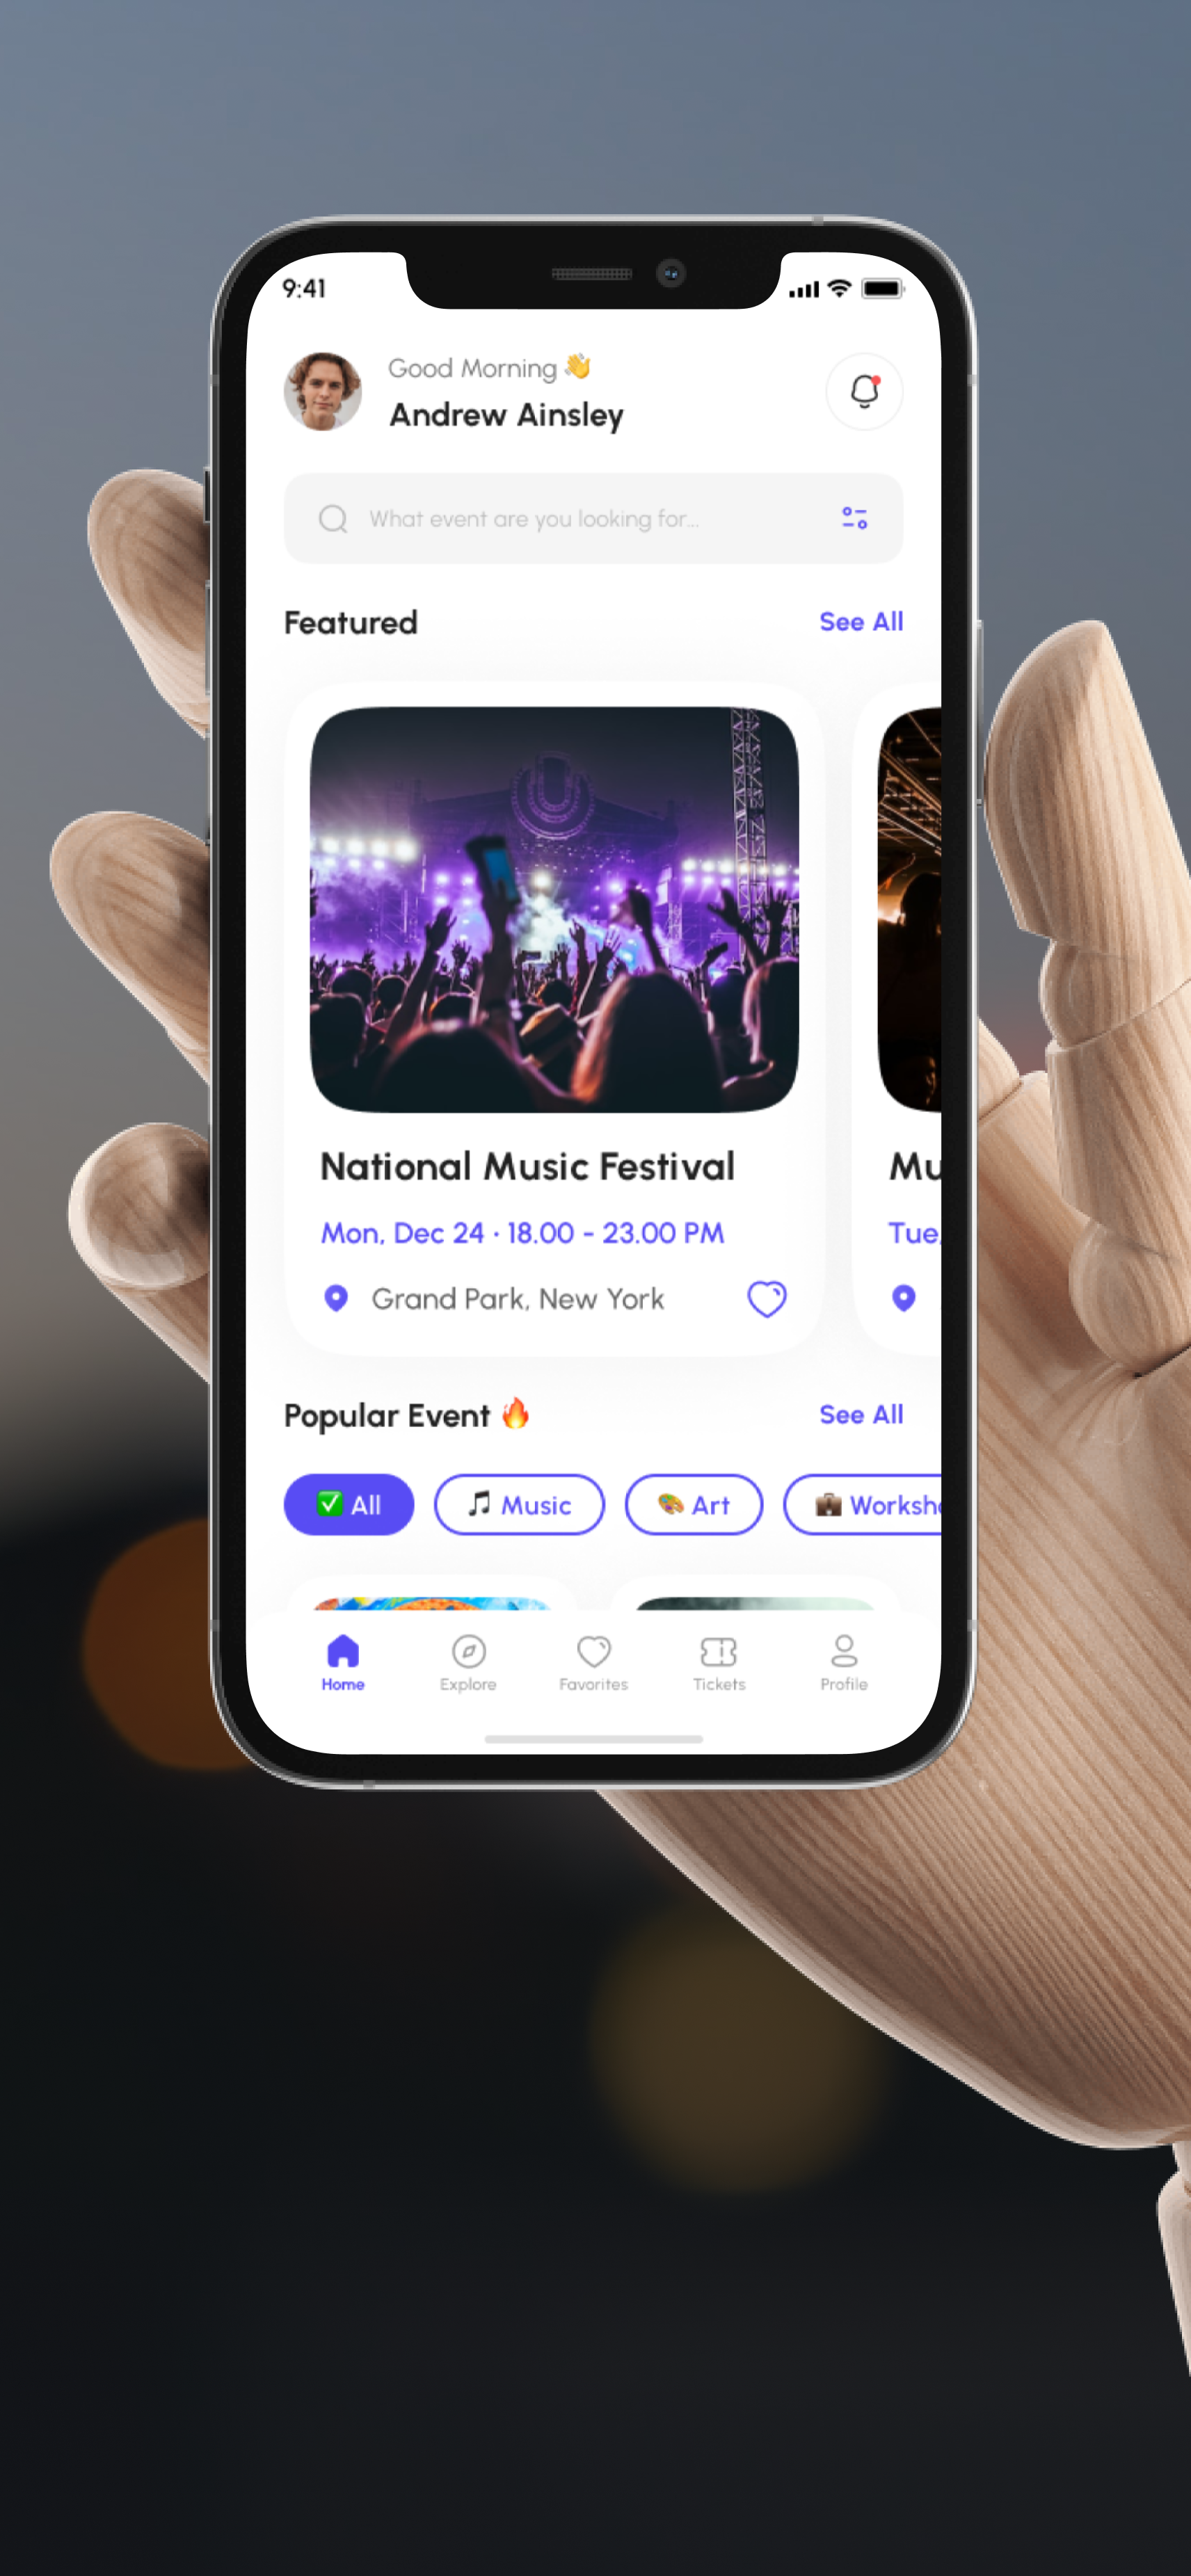 9:41
Good Morning 👋
Andrew Ainsley
What event are you looking for...
Featured
See All
National Music Festival
Mu
Mon, Dec 24 · 18.00 - 23.00 PM
Tue,
Grand Park, New York
Popular Event 🔥
See All
✅ All
🎵 Music
🎨 Art
💼 Worksho
Home
Explore
Favorites
Tickets
Profile